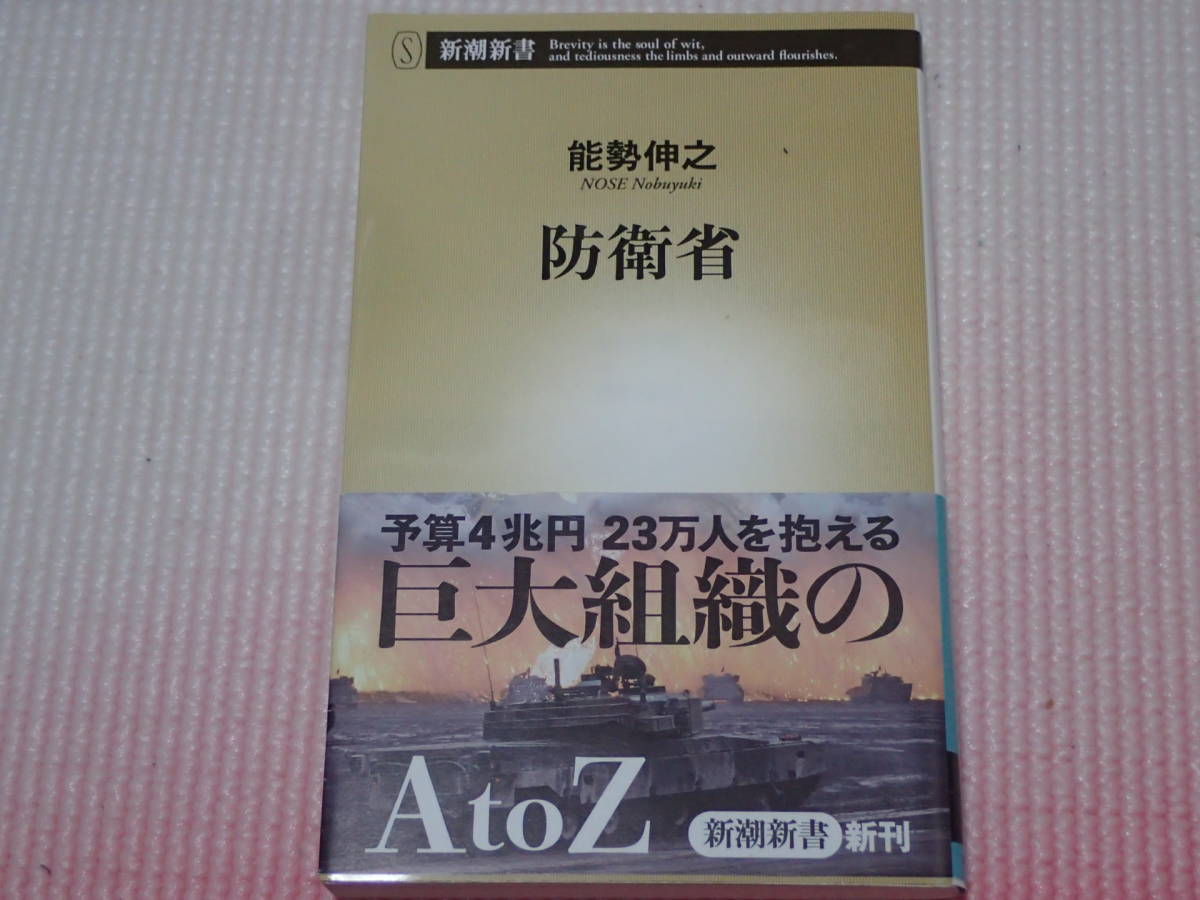 S 新潮新書 Brevity is the soul of wit,
and tediousness the limbs and outward flourishes.
能勢伸之
NOSE Nobuyuki
防衛省
予算4兆円 23万人を抱える
巨大組織の
A to Z
新潮新書 新刊